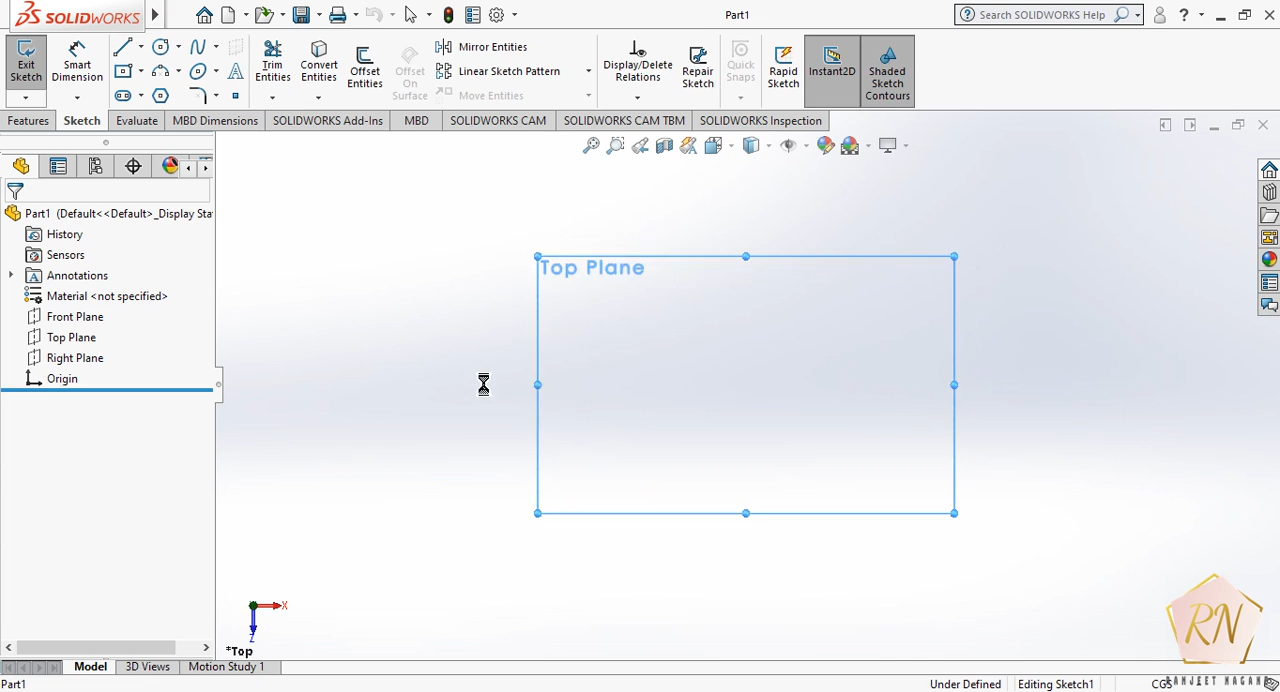 SOLIDWORKS
Part1
Search SOLIDWORKS Help
Exit Sketch
Smart Dimension
Trim Entities
Convert Entities
Offset Entities
Offset On Surface
Mirror Entities
Linear Sketch Pattern
Move Entities
Display/Delete Relations
Repair Sketch
Quick Snaps
Rapid Sketch
Instant2D
Shaded Sketch Contours
Features
Sketch
Evaluate
MBD Dimensions
SOLIDWORKS Add-Ins
MBD
SOLIDWORKS CAM
SOLIDWORKS CAM TBM
SOLIDWORKS Inspection
Part1 (Default<<Default>_Display Sta
History
Sensors
Annotations
Material <not specified>
Front Plane
Top Plane
Right Plane
Origin
Top Plane
X
Z
*Top
RN
Model
3D Views
Motion Study 1
Part1
Under Defined
Editing Sketch1